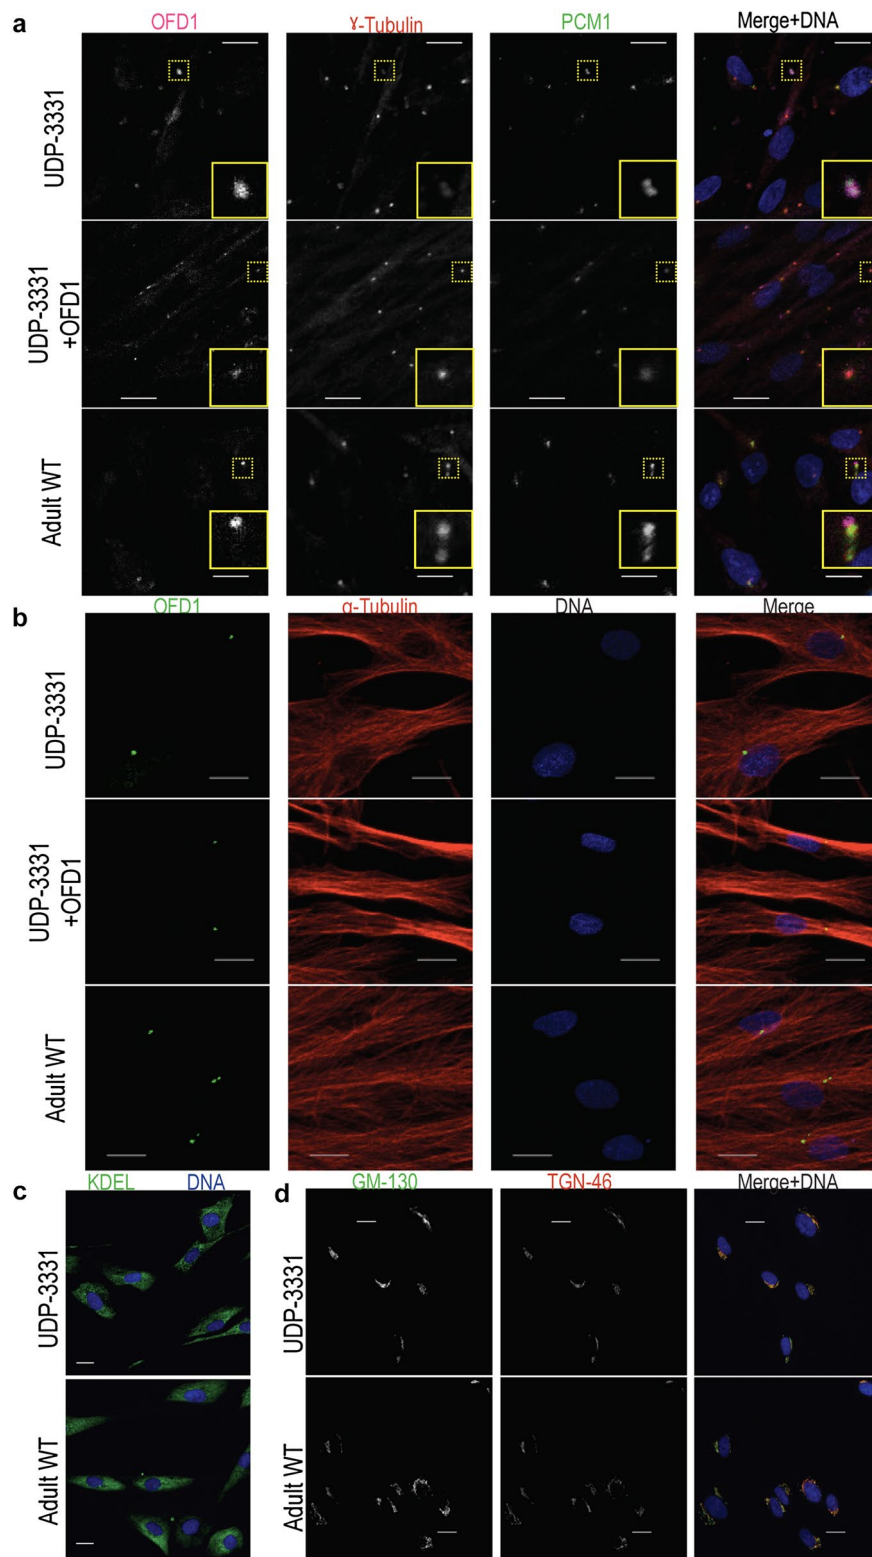 a
OFD1 Ɣ-Tubulin PCM1 Merge+DNA
UDP-3331
UDP-3331
+OFD1
Adult WT
b
OFD1 α-Tubulin DNA Merge
UDP-3331
UDP-3331
+OFD1
Adult WT
c
KDEL DNA
UDP-3331
Adult WT
d
GM-130 TGN-46 Merge+DNA
UDP-3331
Adult WT